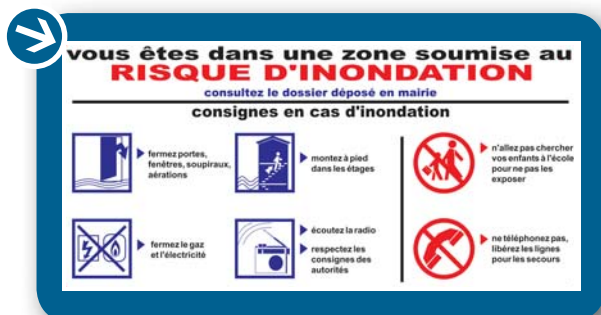 vous êtes dans une zone soumise au
RISQUE D'INONDATION
consultez le dossier déposé en mairie
consignes en cas d'inondation
fermez portes,
fenêtres, soupiraux,
aérations
montez à pied
dans les étages
n'allez pas chercher
vos enfants à l'école
pour ne pas les
exposer
fermez le gaz
et l'électricité
écoutez la radio
respectez les
consignes des
autorités
ne téléphonez pas,
libérez les lignes
pour les secours